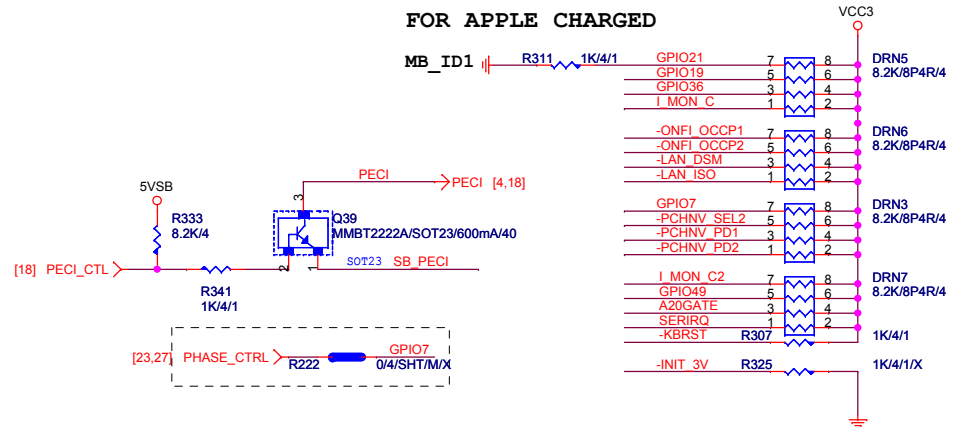 FOR APPLE CHARGED
VCC3
MB_ID1
R311
1K/4/1
GPIO21
7
8
DRN5
GPIO19
5
6
8.2K/8P4R/4
GPIO36
3
4
I_MON_C
1
2
-ONFI_OCCP1
7
8
DRN6
-ONFI_OCCP2
5
6
8.2K/8P4R/4
-LAN_DSM
3
4
-LAN_ISO
1
2
PECI
PECI [4,18]
5VSB
3
R333
8.2K/4
Q39
MMBT2222A/SOT23/600mA/40
GPIO7
7
8
DRN3
-PCHNV_SEL2
5
6
8.2K/8P4R/4
-PCHNV_PD1
3
4
-PCHNV_PD2
1
2
[18] PECI_CTL
2
1
SOT23
SB_PECI
R341
1K/4/1
I_MON_C2
7
8
DRN7
GPIO49
5
6
8.2K/8P4R/4
A20GATE
3
4
SERIRQ
1
2
-KBRST
R307
1K/4/1
[23,27] PHASE_CTRL
R222
GPIO7
0/4/SHT/M/X
-INIT_3V
R325
1K/4/1/X